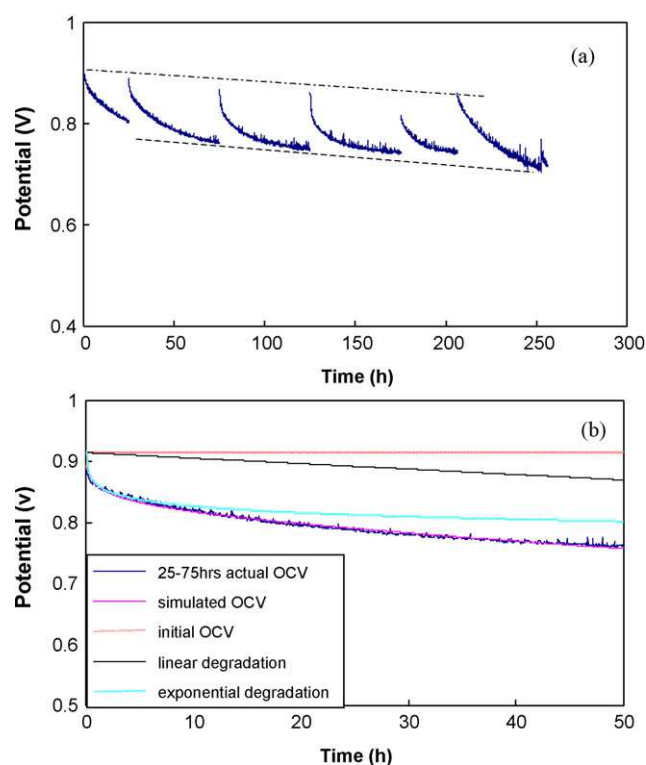 (a)
1
0.8
0.6
0.4
Potential (V)
0 50 100 150 200 250 300
Time (h)
(b)
1
0.9
0.8
0.7
0.6
0.5
Potential (v)
25-75hrs actual OCV
simulated OCV
initial OCV
linear degradation
exponential degradation
0 10 20 30 40 50
Time (h)